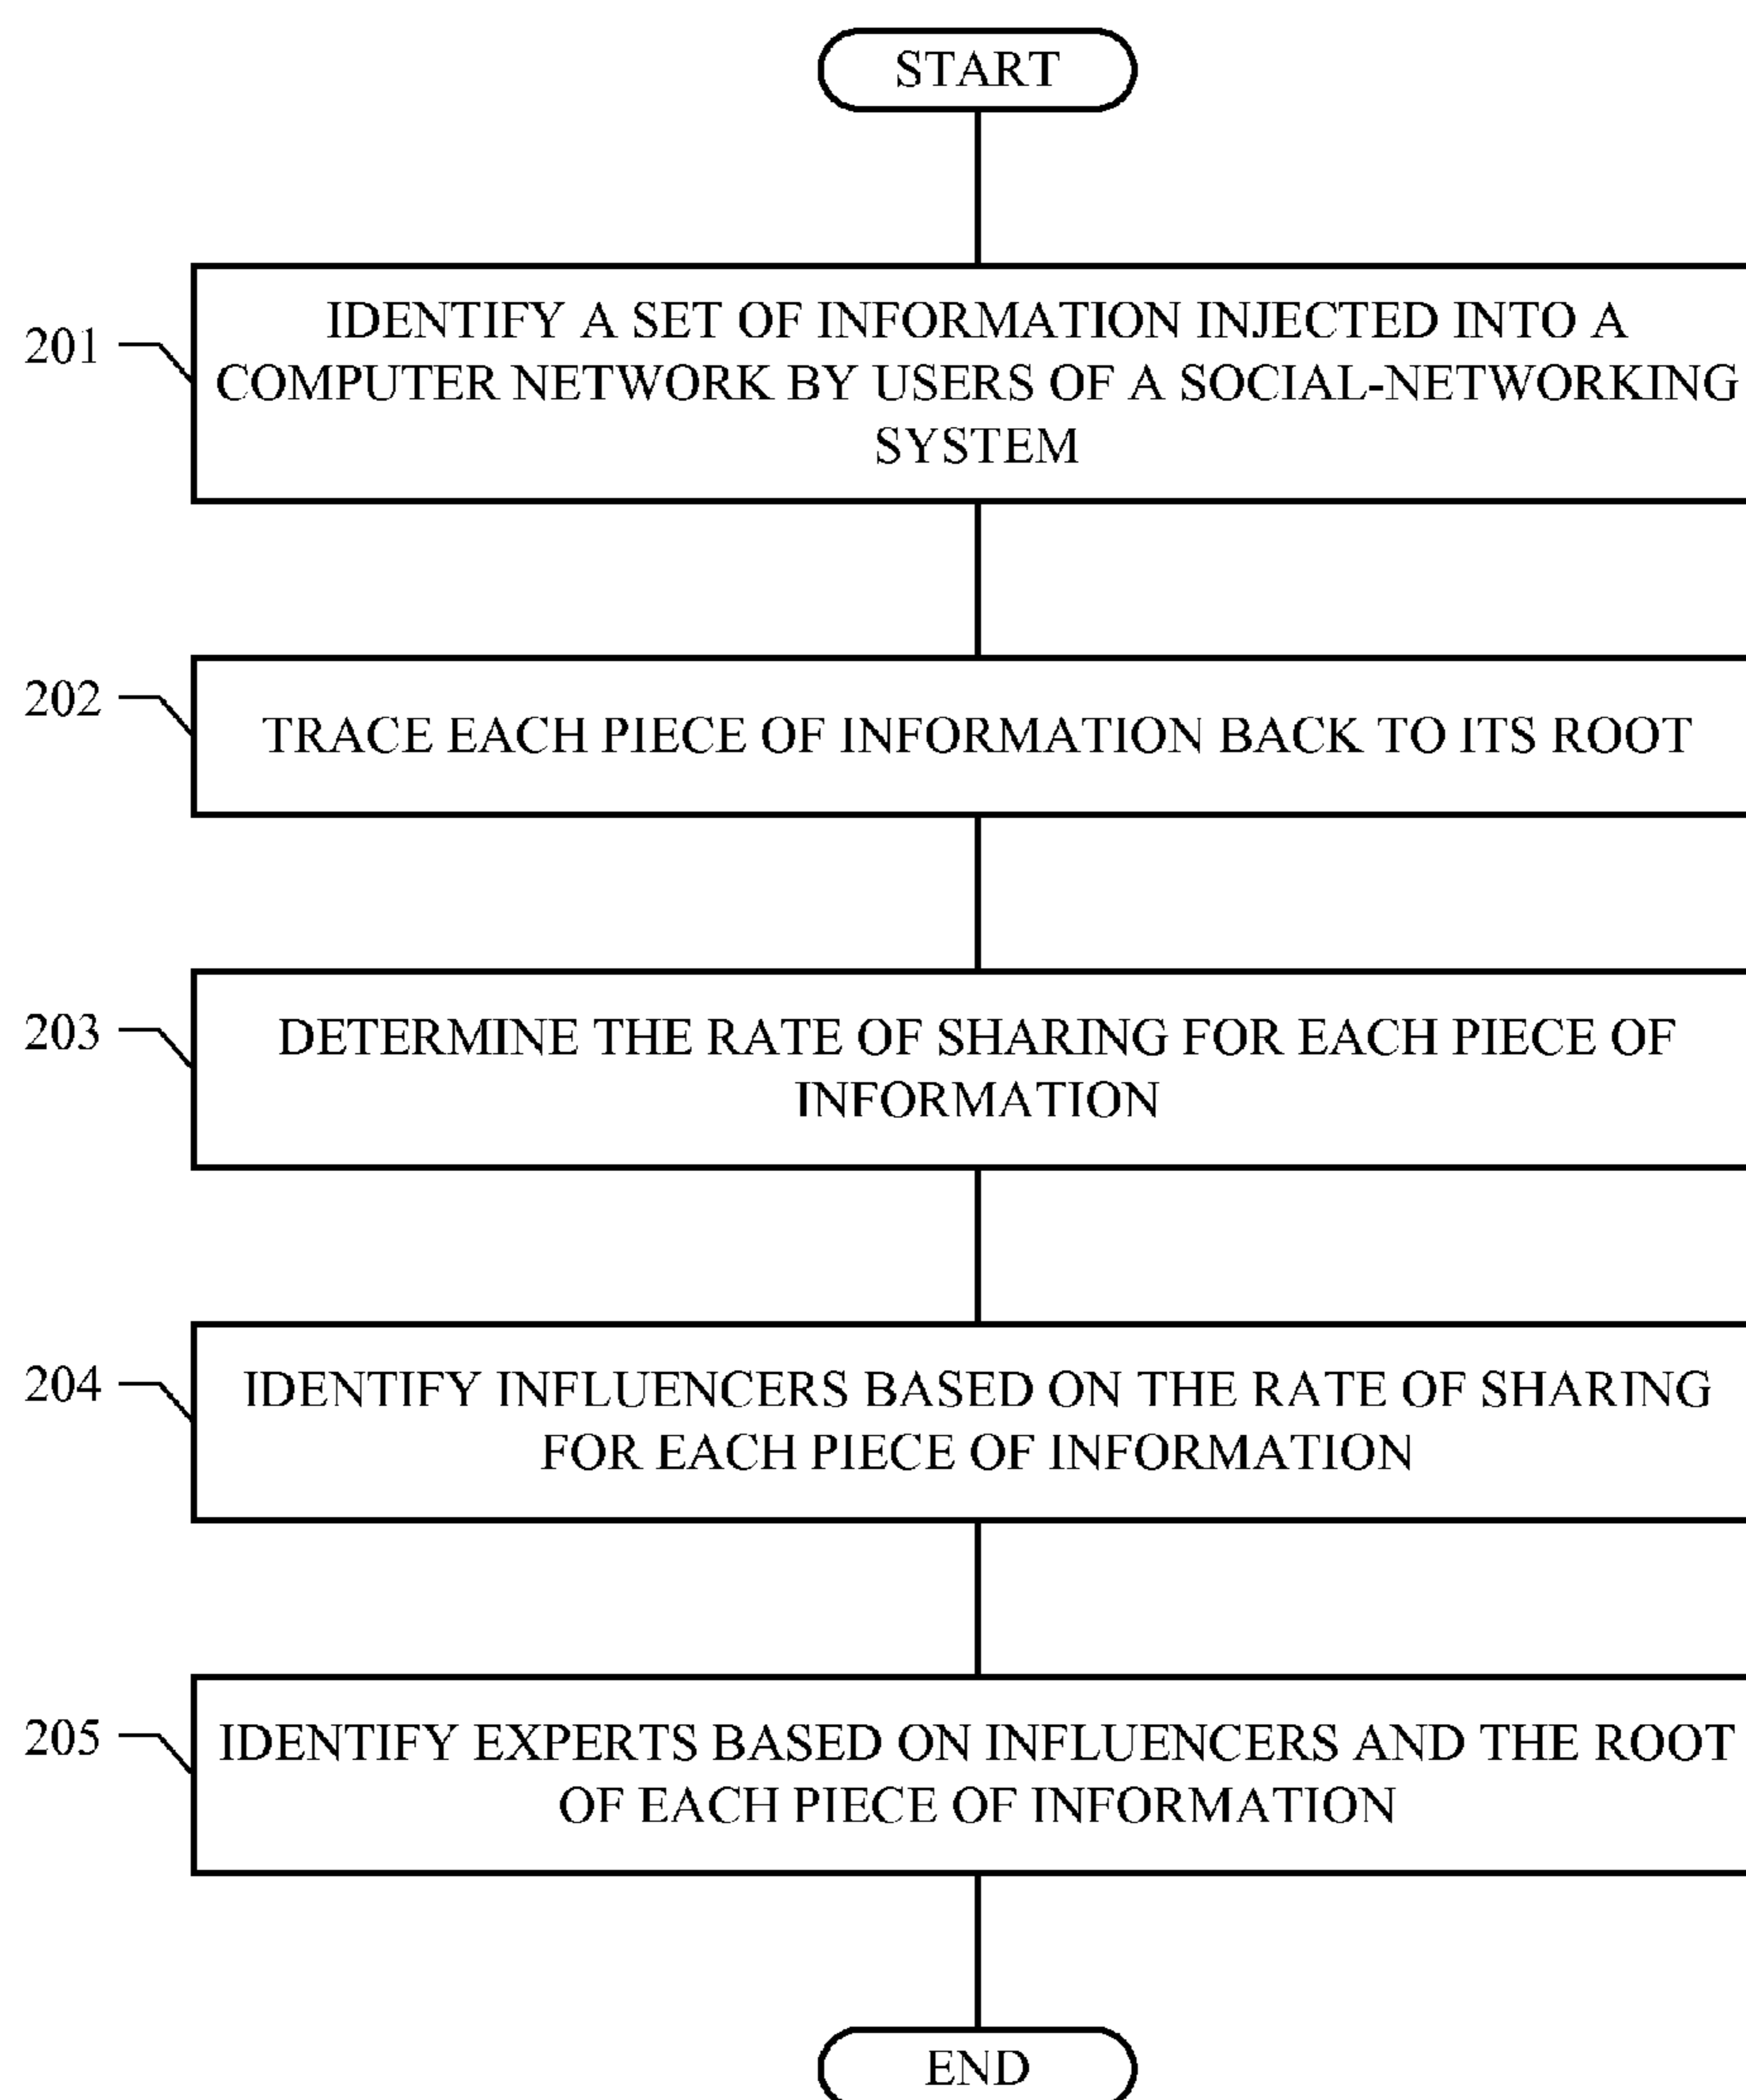 START
201
IDENTIFY A SET OF INFORMATION INJECTED INTO A
COMPUTER NETWORK BY USERS OF A SOCIAL-NETWORKING
SYSTEM
202
TRACE EACH PIECE OF INFORMATION BACK TO ITS ROOT
203
DETERMINE THE RATE OF SHARING FOR EACH PIECE OF
INFORMATION
204
IDENTIFY INFLUENCERS BASED ON THE RATE OF SHARING
FOR EACH PIECE OF INFORMATION
205
IDENTIFY EXPERTS BASED ON INFLUENCERS AND THE ROOT
OF EACH PIECE OF INFORMATION
END